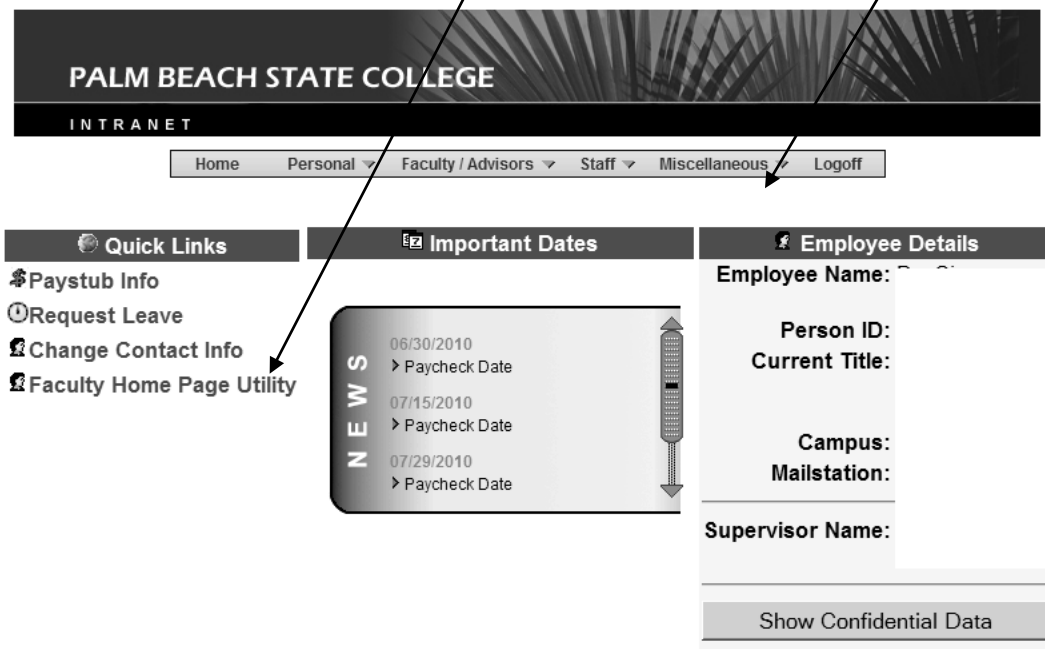 PALM BEACH STATE COLLEGE
INTRANET
Home Personal Faculty / Advisors Staff Miscellaneous Logoff
Quick Links
Paystub Info
Request Leave
Change Contact Info
Faculty Home Page Utility
Important Dates
NEWS
06/30/2010
Paycheck Date
07/15/2010
Paycheck Date
07/29/2010
Paycheck Date
Employee Details
Employee Name:
Person ID:
Current Title:
Campus:
Mailstation:
Supervisor Name:
Show Confidential Data